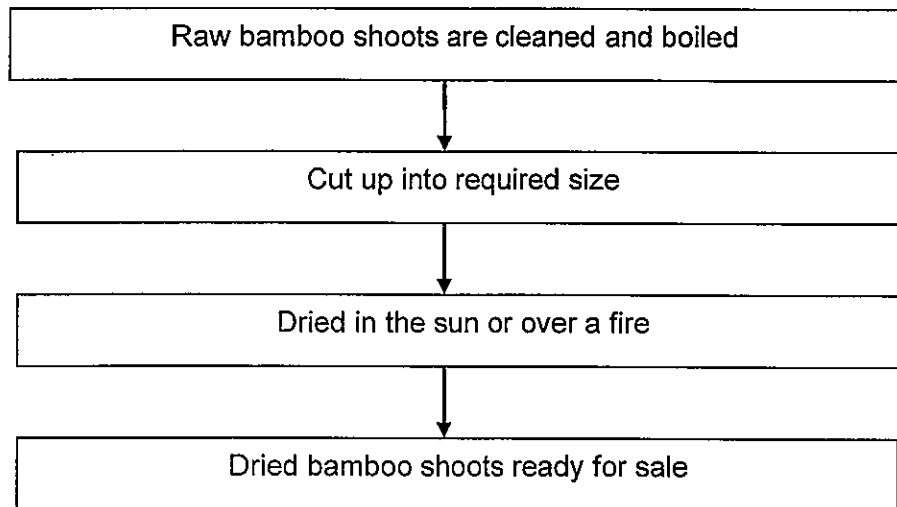 Raw bamboo shoots are cleaned and boiled
Cut up into required size
Dried in the sun or over a fire
Dried bamboo shoots ready for sale